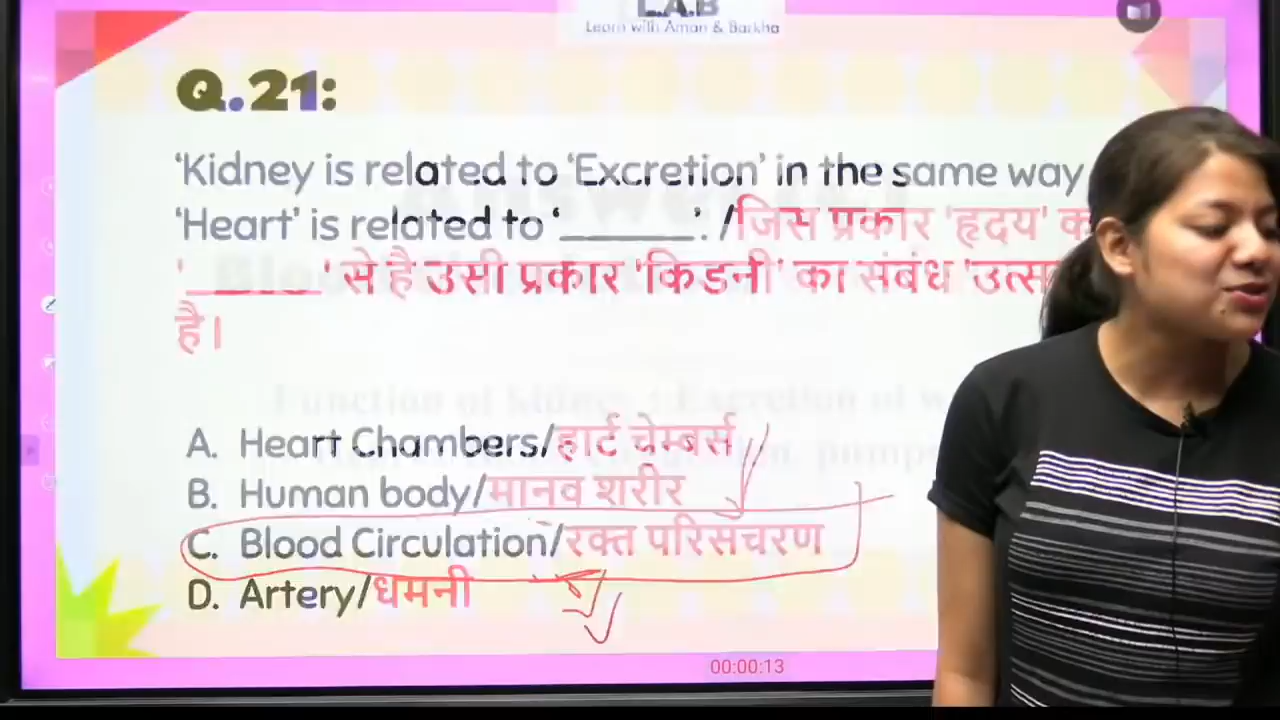 L.A.B
Learn with Aman & Barkha
Q.21:
'Kidney is related to 'Excretion' in the same way
'Heart' is related to '______'. /जिस प्रकार 'हृदय' क
'______' से है उसी प्रकार 'किडनी' का संबंध 'उत्स
है।
A. Heart Chambers/हार्ट चेम्बर्स
B. Human body/मानव शरीर
C. Blood Circulation/रक्त परिसंचरण
D. Artery/धमनी
00:00:13